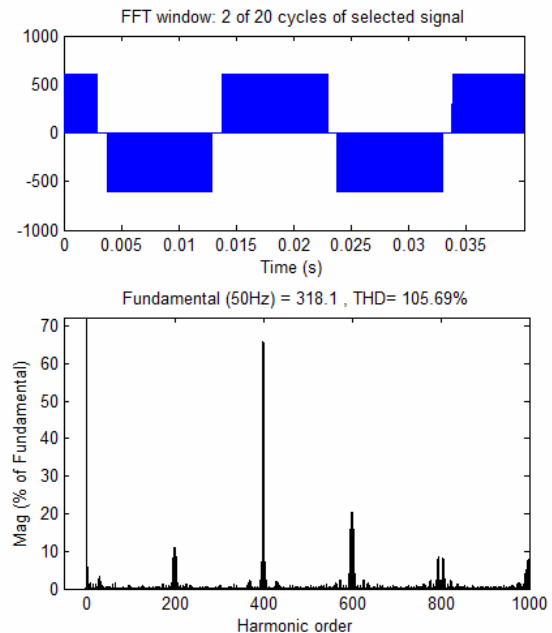 FFT window: 2 of 20 cycles of selected signal
1000
500
0
-500
-1000
0 0.005 0.01 0.015 0.02 0.025 0.03 0.035
Time (s)
Fundamental (50Hz) = 318.1 , THD= 105.69%
Mag (% of Fundamental)
70
60
50
40
30
20
10
0
0 200 400 600 800 1000
Harmonic order